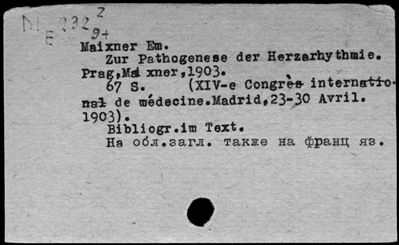 Maixner Em.
Zur Pathogenese der Herzarhythmie.
Prag, Maixner, 1903.
67 S. (XIV-e Congrès internatio-
nal de médecine. Madrid, 23-30 Avril.
1903).
Bibliogr. im Text.
На обл. загл. также на франц яз.